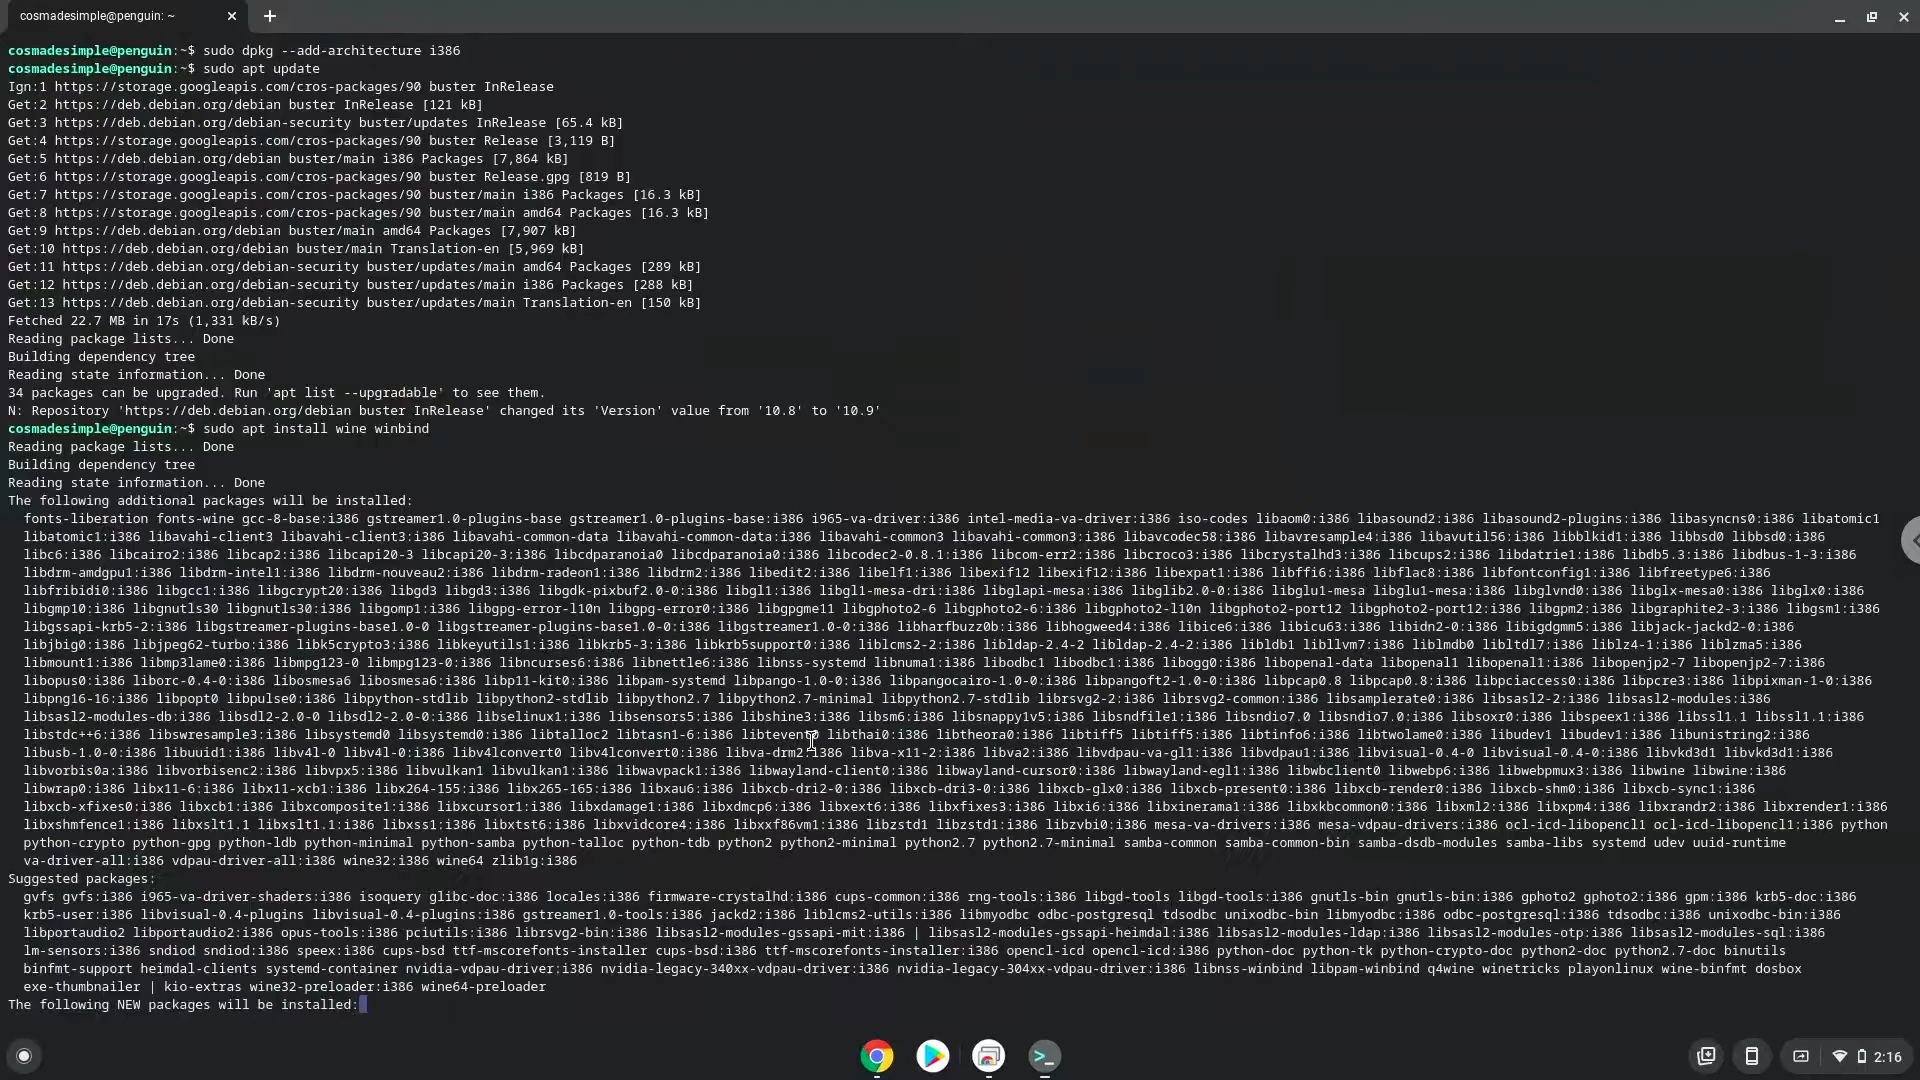 cosmadesimple@penguin: ~
cosmadesimple@penguin:~$ sudo dpkg --add-architecture i386
cosmadesimple@penguin:~$ sudo apt update
Ign:1 https://storage.googleapis.com/cros-packages/90 buster InRelease
Get:2 https://deb.debian.org/debian buster InRelease [121 kB]
Get:3 https://deb.debian.org/debian-security buster/updates InRelease [65.4 kB]
Get:4 https://storage.googleapis.com/cros-packages/90 buster Release [3,119 B]
Get:5 https://deb.debian.org/debian buster/main i386 Packages [7,864 kB]
Get:6 https://storage.googleapis.com/cros-packages/90 buster Release.gpg [819 B]
Get:7 https://storage.googleapis.com/cros-packages/90 buster/main i386 Packages [16.3 kB]
Get:8 https://storage.googleapis.com/cros-packages/90 buster/main amd64 Packages [16.3 kB]
Get:9 https://deb.debian.org/debian buster/main amd64 Packages [7,907 kB]
Get:10 https://deb.debian.org/debian buster/main Translation-en [5,969 kB]
Get:11 https://deb.debian.org/debian-security buster/updates/main amd64 Packages [289 kB]
Get:12 https://deb.debian.org/debian-security buster/updates/main i386 Packages [288 kB]
Get:13 https://deb.debian.org/debian-security buster/updates/main Translation-en [150 kB]
Fetched 22.7 MB in 17s (1,331 kB/s)
Reading package lists... Done
Building dependency tree
Reading state information... Done
34 packages can be upgraded. Run 'apt list --upgradable' to see them.
N: Repository 'https://deb.debian.org/debian buster InRelease' changed its 'Version' value from '10.8' to '10.9'
cosmadesimple@penguin:~$ sudo apt install wine winbind
Reading package lists... Done
Building dependency tree
Reading state information... Done
The following additional packages will be installed:
fonts-liberation fonts-wine gcc-8-base:i386 gstreamer1.0-plugins-base gstreamer1.0-plugins-base:i386 i965-va-driver:i386 intel-media-va-driver:i386 iso-codes libaom0:i386 libasound2:i386 libasound2-plugins:i386 libasyncns0:i386 libatomic1
libatomic1:i386 libavahi-client3 libavahi-client3:i386 libavahi-common-data libavahi-common-data:i386 libavahi-common3 libavahi-common3:i386 libavcodec58:i386 libavresample4:i386 libavutil56:i386 libblkid1:i386 libbsd0 libbsd0:i386
libc6:i386 libcairo2:i386 libcap2:i386 libcapi20-3 libcapi20-3:i386 libcdparanoia0 libcdparanoia0:i386 libcodec2-0.8.1:i386 libcom-err2:i386 libcroco3:i386 libcrystalhd3:i386 libcups2:i386 libdatrie1:i386 libdb5.3:i386 libdbus-1-3:i386
libdrm-amdgpu1:i386 libdrm-intel1:i386 libdrm-nouveau2:i386 libdrm-radeon1:i386 libdrm2:i386 libedit2:i386 libelf1:i386 libexif12 libexif12:i386 libexpat1:i386 libffi6:i386 libflac8:i386 libfontconfig1:i386 libfreetype6:i386
libfribidi0:i386 libgcc1:i386 libgcrypt20:i386 libgd3 libgd3:i386 libgdk-pixbuf2.0-0:i386 libgl1:i386 libgl1-mesa-dri:i386 libglapi-mesa:i386 libglib2.0-0:i386 libglu1-mesa libglu1-mesa:i386 libglvnd0:i386 libglx-mesa0:i386 libglx0:i386
libgmp10:i386 libgnutls30 libgnutls30:i386 libgomp1:i386 libgpg-error-l10n libgpg-error0:i386 libgpgme11 libgphoto2-6 libgphoto2-6:i386 libgphoto2-l10n libgphoto2-port12 libgphoto2-port12:i386 libgpm2:i386 libgraphite2-3:i386 libgsm1:i386
libgssapi-krb5-2:i386 libgstreamer-plugins-base1.0-0 libgstreamer-plugins-base1.0-0:i386 libgstreamer1.0-0:i386 libharfbuzz0b:i386 libhogweed4:i386 libice6:i386 libicu63:i386 libidn2-0:i386 libigdgmm5:i386 libjack-jackd2-0:i386
libjbig0:i386 libjpeg62-turbo:i386 libk5crypto3:i386 libkeyutils1:i386 libkrb5-3:i386 libkrb5support0:i386 liblcms2-2:i386 libldap-2.4-2 libldap-2.4-2:i386 libldb1 libllvm7:i386 liblmdb0 libltdl7:i386 liblz4-1:i386 liblzma5:i386
libmount1:i386 libmp3lame0:i386 libmpg123-0 libmpg123-0:i386 libncurses6:i386 libnettle6:i386 libnss-systemd libnuma1:i386 libodbc1 libodbc1:i386 libogg0:i386 libopenal-data libopenal1 libopenal1:i386 libopenjp2-7 libopenjp2-7:i386
libopus0:i386 liborc-0.4-0:i386 libosmesa6 libosmesa6:i386 libp11-kit0:i386 libpam-systemd libpango-1.0-0:i386 libpangocairo-1.0-0:i386 libpangoft2-1.0-0:i386 libpcap0.8 libpcap0.8:i386 libpciaccess0:i386 libpcre3:i386 libpixman-1-0:i386
libpng16-16:i386 libpopt0 libpulse0:i386 libpython-stdlib libpython2-stdlib libpython2.7 libpython2.7-minimal libpython2.7-stdlib librsvg2-2:i386 librsvg2-common:i386 libsamplerate0:i386 libsasl2-2:i386 libsasl2-modules:i386
libsasl2-modules-db:i386 libsdl2-2.0-0 libsdl2-2.0-0:i386 libselinux1:i386 libsensors5:i386 libshine3:i386 libsm6:i386 libsnappy1v5:i386 libsndfile1:i386 libsndio7.0 libsndio7.0:i386 libsoxr0:i386 libspeex1:i386 libssl1.1 libssl1.1:i386
libstdc++6:i386 libswresample3:i386 libsystemd0 libsystemd0:i386 libtalloc2 libtasn1-6:i386 libtevent0 libthai0:i386 libtheora0:i386 libtiff5 libtiff5:i386 libtinfo6:i386 libtwolame0:i386 libudev1 libudev1:i386 libunistring2:i386
libusb-1.0-0:i386 libuuid1:i386 libv4l-0 libv4l-0:i386 libv4lconvert0 libv4lconvert0:i386 libva-drm2:i386 libva-x11-2:i386 libva2:i386 libvdpau-va-gl1:i386 libvdpau1:i386 libvisual-0.4-0 libvisual-0.4-0:i386 libvkd3d1 libvkd3d1:i386
libvorbis0a:i386 libvorbisenc2:i386 libvpx5:i386 libvulkan1 libvulkan1:i386 libwavpack1:i386 libwayland-client0:i386 libwayland-cursor0:i386 libwayland-egl1:i386 libwbclient0 libwebp6:i386 libwebpmux3:i386 libwine libwine:i386
libwrap0:i386 libx11-6:i386 libx11-xcb1:i386 libx264-155:i386 libx265-165:i386 libxau6:i386 libxcb-dri2-0:i386 libxcb-dri3-0:i386 libxcb-glx0:i386 libxcb-present0:i386 libxcb-render0:i386 libxcb-shm0:i386 libxcb-sync1:i386
libxcb-xfixes0:i386 libxcb1:i386 libxcomposite1:i386 libxcursor1:i386 libxdamage1:i386 libxdmcp6:i386 libxext6:i386 libxfixes3:i386 libxi6:i386 libxinerama1:i386 libxkbcommon0:i386 libxml2:i386 libxpm4:i386 libxrandr2:i386 libxrender1:i386
libxshmfence1:i386 libxslt1.1 libxslt1.1:i386 libxss1:i386 libxtst6:i386 libxvidcore4:i386 libxxf86vm1:i386 libzstd1 libzstd1:i386 libzvbi0:i386 mesa-va-drivers:i386 mesa-vdpau-drivers:i386 ocl-icd-libopencl1 ocl-icd-libopencl1:i386 python
python-crypto python-gpg python-ldb python-minimal python-samba python-talloc python-tdb python2 python2-minimal python2.7 python2.7-minimal samba-common samba-common-bin samba-dsdb-modules samba-libs systemd udev uuid-runtime
va-driver-all:i386 vdpau-driver-all:i386 wine32:i386 wine64 zlib1g:i386
Suggested packages:
gvfs gvfs:i386 i965-va-driver-shaders:i386 isoquery glibc-doc:i386 locales:i386 firmware-crystalhd:i386 cups-common:i386 rng-tools:i386 libgd-tools libgd-tools:i386 gnutls-bin gnutls-bin:i386 gphoto2 gphoto2:i386 gpm:i386 krb5-doc:i386
krb5-user:i386 libvisual-0.4-plugins libvisual-0.4-plugins:i386 gstreamer1.0-tools:i386 jackd2:i386 liblcms2-utils:i386 libmyodbc odbc-postgresql tdsodbc unixodbc-bin libmyodbc:i386 odbc-postgresql:i386 tdsodbc:i386 unixodbc-bin:i386
libportaudio2 libportaudio2:i386 opus-tools:i386 pciutils:i386 librsvg2-bin:i386 libsasl2-modules-gssapi-mit:i386 | libsasl2-modules-gssapi-heimdal:i386 libsasl2-modules-ldap:i386 libsasl2-modules-otp:i386 libsasl2-modules-sql:i386
lm-sensors:i386 sndiod sndiod:i386 speex:i386 cups-bsd ttf-mscorefonts-installer cups-bsd:i386 ttf-mscorefonts-installer:i386 opencl-icd opencl-icd:i386 python-doc python-tk python-crypto-doc python2-doc python2.7-doc binutils
binfmt-support heimdal-clients systemd-container nvidia-vdpau-driver:i386 nvidia-legacy-340xx-vdpau-driver:i386 nvidia-legacy-304xx-vdpau-driver:i386 libnss-winbind libpam-winbind q4wine winetricks playonlinux wine-binfmt dosbox
exe-thumbnailer | kio-extras wine32-preloader:i386 wine64-preloader
The following NEW packages will be installed:
2:16